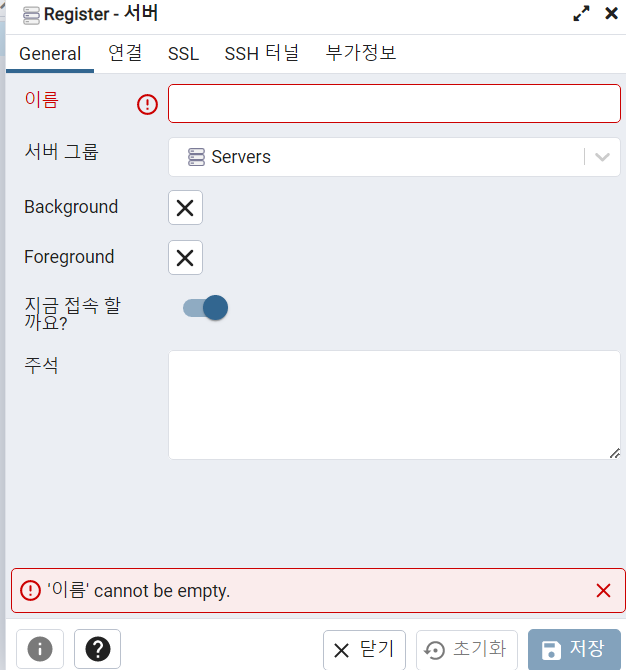 Register - 서버
General 연결 SSL SSH 터널 부가정보
이름
서버 그룹 Servers
Background
Foreground
지금 접속 할
까요?
주석
'이름' cannot be empty.
닫기 초기화 저장